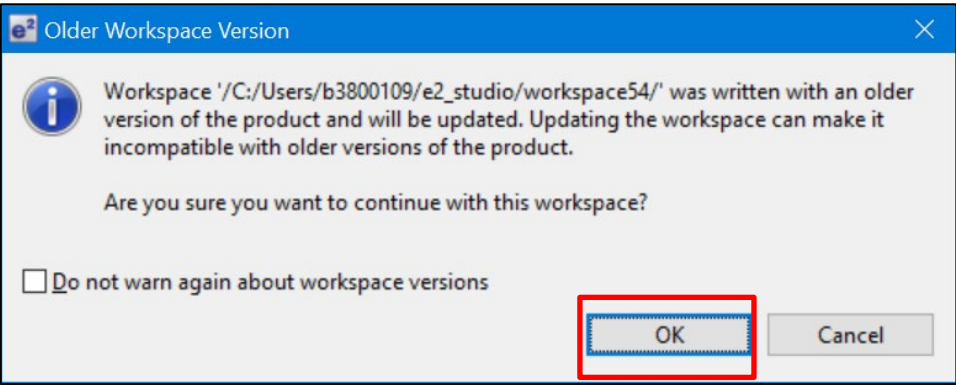 e² Older Workspace Version
Workspace '/C:/Users/b3800109/e2_studio/workspace54/' was written with an older
version of the product and will be updated. Updating the workspace can make it
incompatible with older versions of the product.
Are you sure you want to continue with this workspace?
Do not warn again about workspace versions
OK Cancel